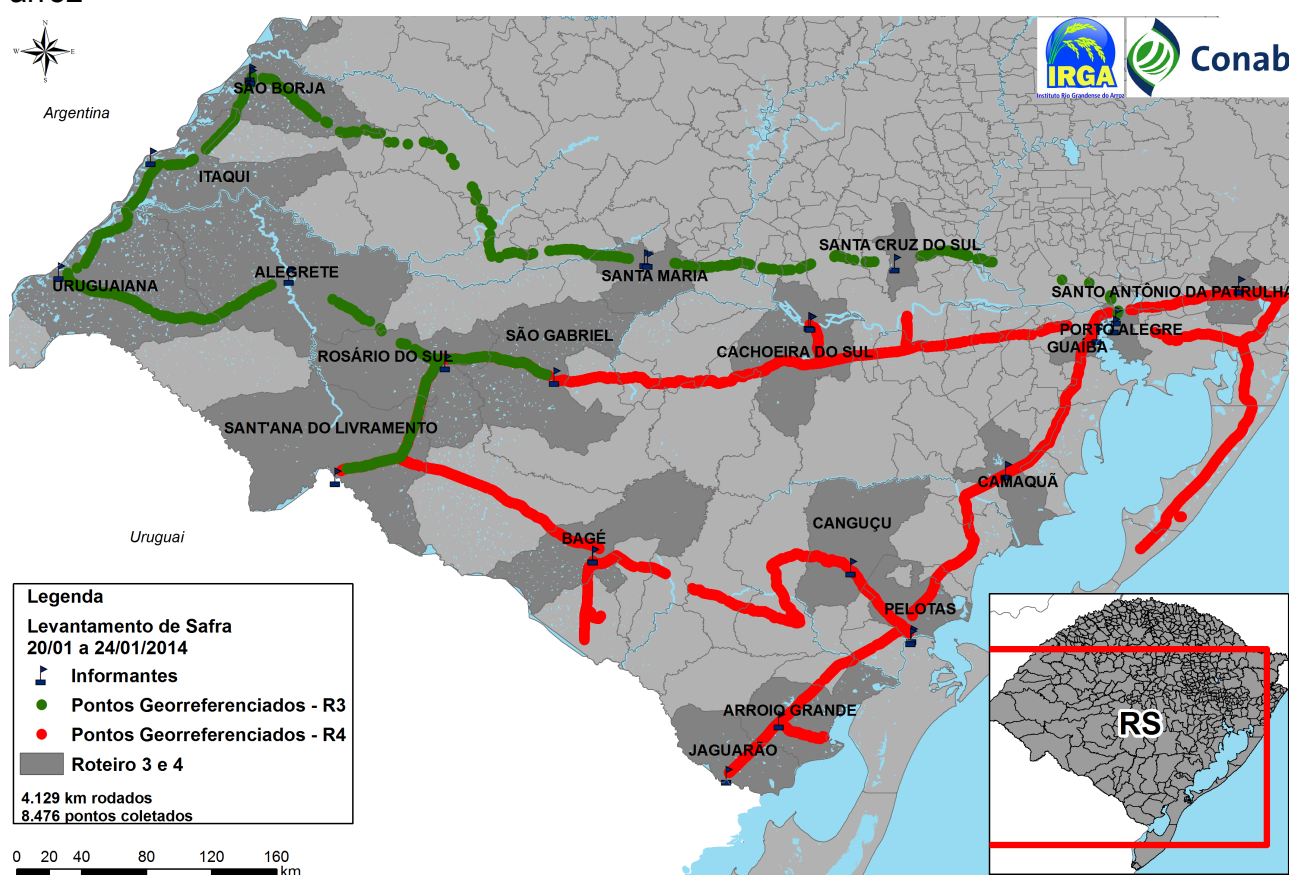 arroz
N
W
E
S
Argentina
IRGA
Instituto Rio Grandense do Arroz
Conab
SÃO BORJA
ITAQUI
SANTA CRUZ DO SUL
ALEGRETE
SANTA MARIA
URUGUAIANA
SANTO ANTÔNIO DA PATRULHA
SÃO GABRIEL
PORTO ALEGRE
GUAÍBA
ROSÁRIO DO SUL
CACHOEIRA DO SUL
SANT'ANA DO LIVRAMENTO
CAMAQUÃ
CANGUÇU
Uruguai
BAGÉ
PELOTAS
ARROIO GRANDE
JAGUARÃO
Legenda
Levantamento de Safra
20/01 a 24/01/2014
Informantes
Pontos Georreferenciados - R3
Pontos Georreferenciados - R4
Roteiro 3 e 4
4.129 km rodados
8.476 pontos coletados
RS
0 20 40 80 120 160
km